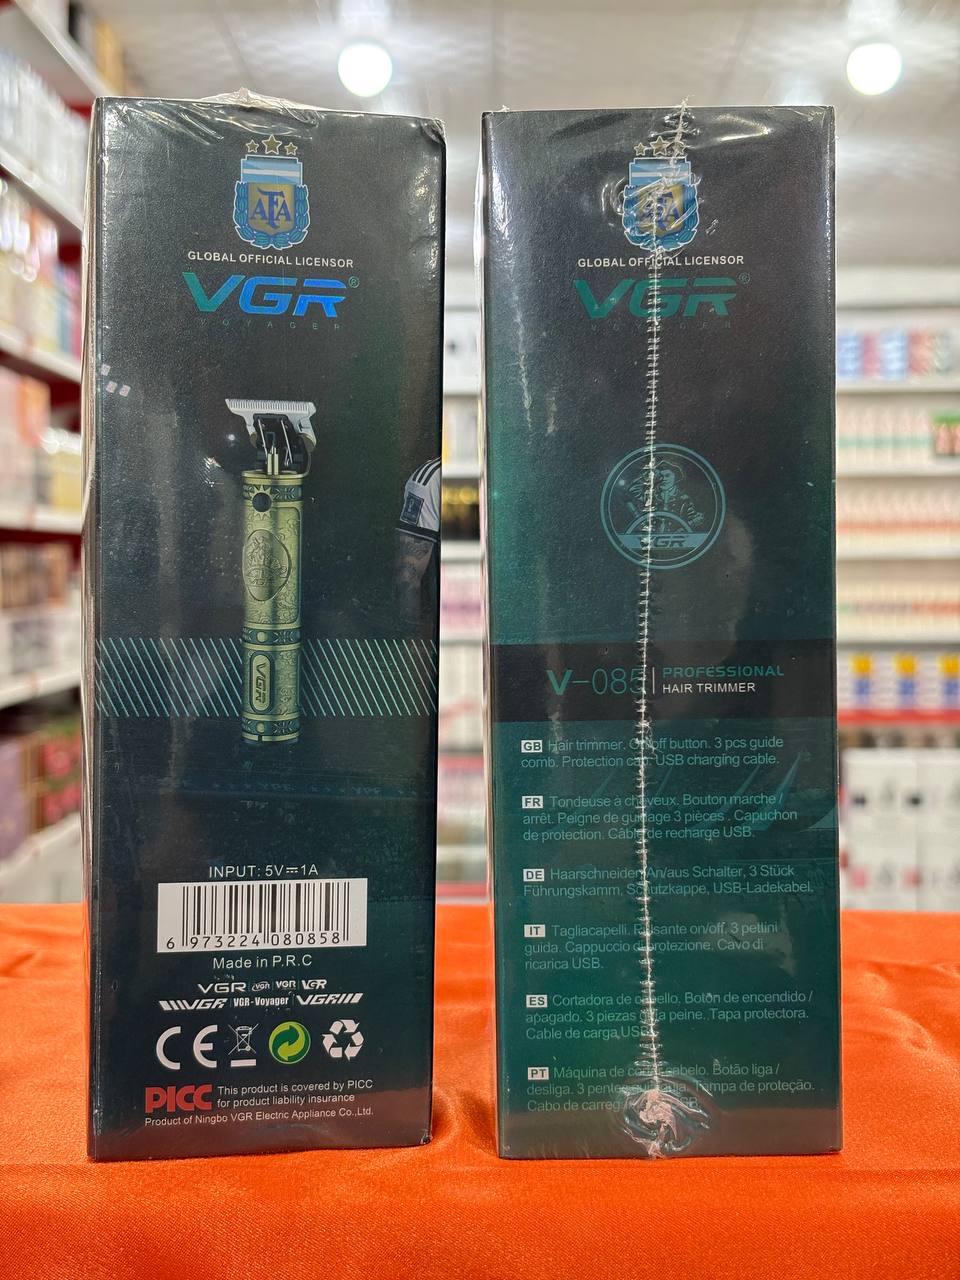 AFA
GLOBAL OFFICIAL LICENSOR
VGR®
VOYAGER
VGR
VGR
INPUT: 5V⎓1A
6 973224 080858
Made in P.R.C
VGR VGR VGR VGR
VGR VGR-Voyager VGR
CE
PICC This product is covered by PICC
for product liability insurance
Product of Ningbo VGR Electric Appliance Co.,Ltd.
AFA
GLOBAL OFFICIAL LICENSOR
VGR®
VOYAGER
VGR
V-085 PROFESSIONAL
HAIR TRIMMER
GB Hair trimmer. On/off button. 3 pcs guide
comb. Protection cap. USB charging cable.
FR Tondeuse à cheveux. Bouton marche /
arrêt. Peigne de guidage 3 pièces . Capuchon
de protection. Câble de recharge USB.
DE Haarschneider, An/aus Schalter, 3 Stück
Führungskamm, Schutzkappe, USB-Ladekabel.
IT Tagliacapelli. Pulsante on/off. 3 pettini
guida. Cappuccio di protezione. Cavo di
ricarica USB.
ES Cortadora de cabello, Botón de encendido /
apagado. 3 piezas guía peine. Tapa protectora.
Cable de carga USB.
PT Máquina de cortar cabelo. Botão liga /
desliga. 3 pentes guia. Tampa de proteção.
Cabo de USB.